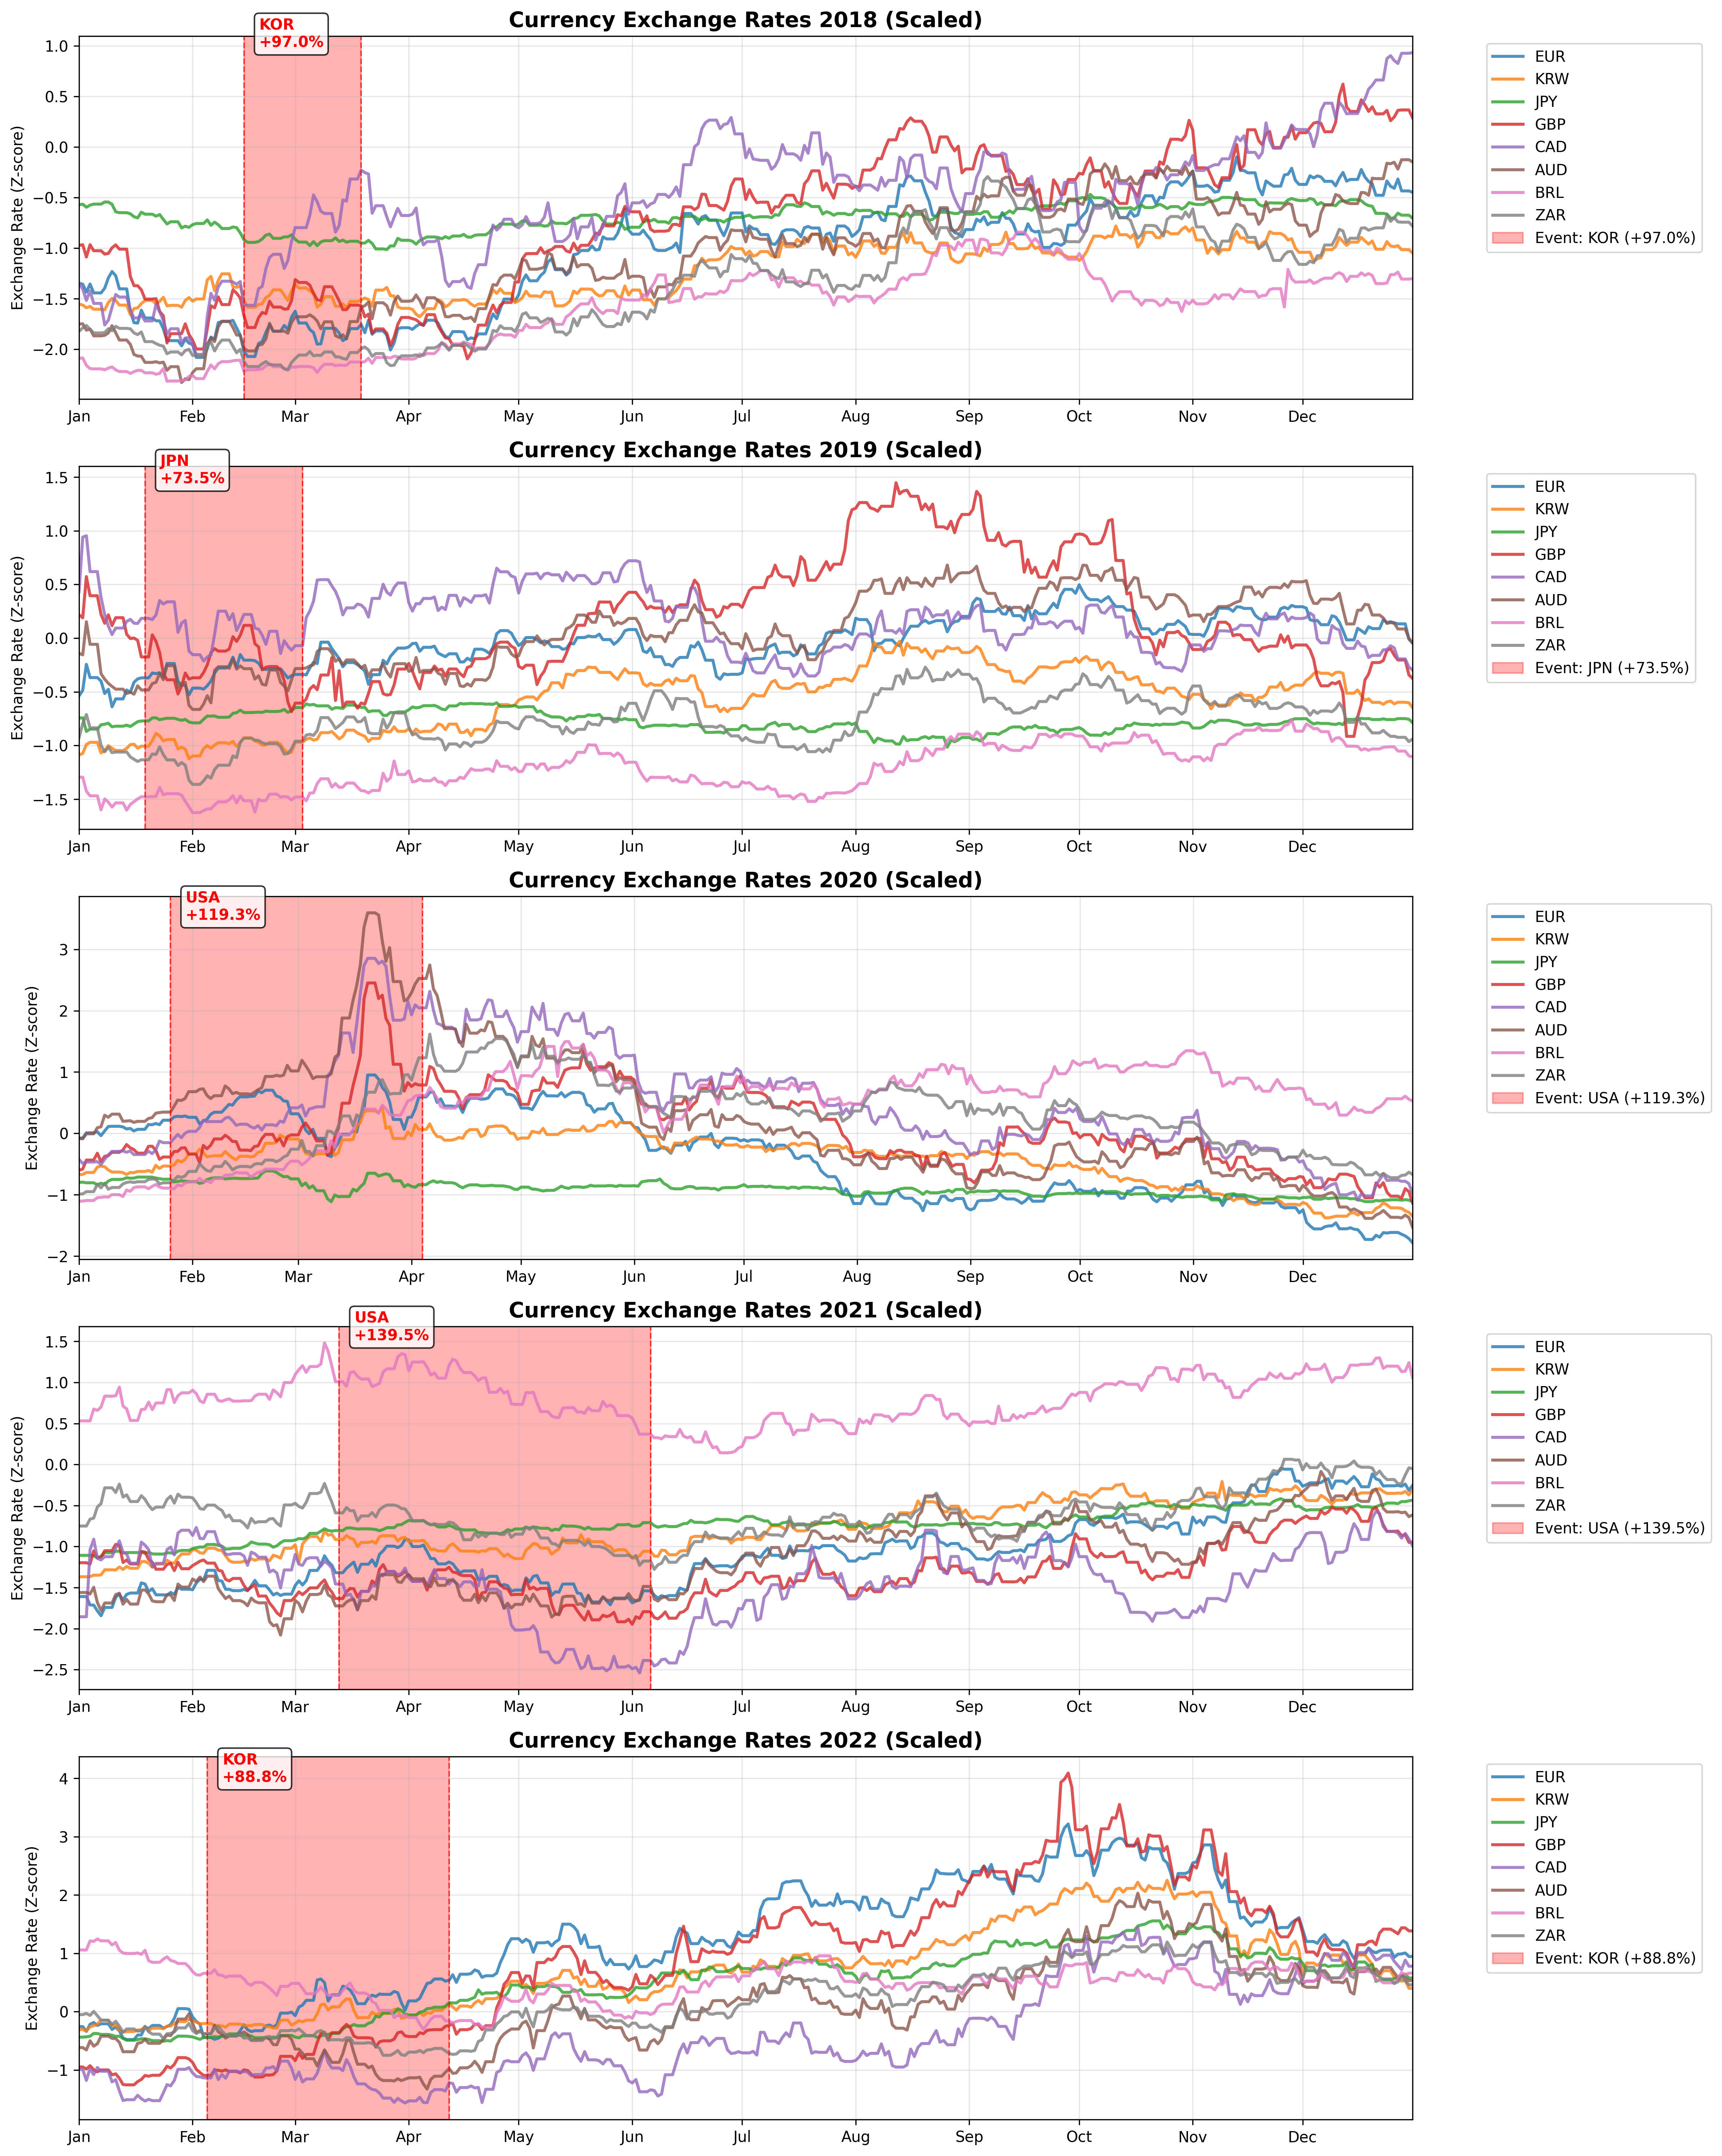 Currency Exchange Rates 2018 (Scaled)
KOR
+97.0%
Exchange Rate (Z-score)
1.0
0.5
0.0
−0.5
−1.0
−1.5
−2.0
Jan Feb Mar Apr May Jun Jul Aug Sep Oct Nov Dec
EUR
KRW
JPY
GBP
CAD
AUD
BRL
ZAR
Event: KOR (+97.0%)
Currency Exchange Rates 2019 (Scaled)
JPN
+73.5%
Exchange Rate (Z-score)
1.5
1.0
0.5
0.0
−0.5
−1.0
−1.5
Jan Feb Mar Apr May Jun Jul Aug Sep Oct Nov Dec
EUR
KRW
JPY
GBP
CAD
AUD
BRL
ZAR
Event: JPN (+73.5%)
Currency Exchange Rates 2020 (Scaled)
USA
+119.3%
Exchange Rate (Z-score)
3
2
1
0
−1
−2
Jan Feb Mar Apr May Jun Jul Aug Sep Oct Nov Dec
EUR
KRW
JPY
GBP
CAD
AUD
BRL
ZAR
Event: USA (+119.3%)
Currency Exchange Rates 2021 (Scaled)
USA
+139.5%
Exchange Rate (Z-score)
1.5
1.0
0.5
0.0
−0.5
−1.0
−1.5
−2.0
−2.5
Jan Feb Mar Apr May Jun Jul Aug Sep Oct Nov Dec
EUR
KRW
JPY
GBP
CAD
AUD
BRL
ZAR
Event: USA (+139.5%)
Currency Exchange Rates 2022 (Scaled)
KOR
+88.8%
Exchange Rate (Z-score)
4
3
2
1
0
−1
Jan Feb Mar Apr May Jun Jul Aug Sep Oct Nov Dec
EUR
KRW
JPY
GBP
CAD
AUD
BRL
ZAR
Event: KOR (+88.8%)